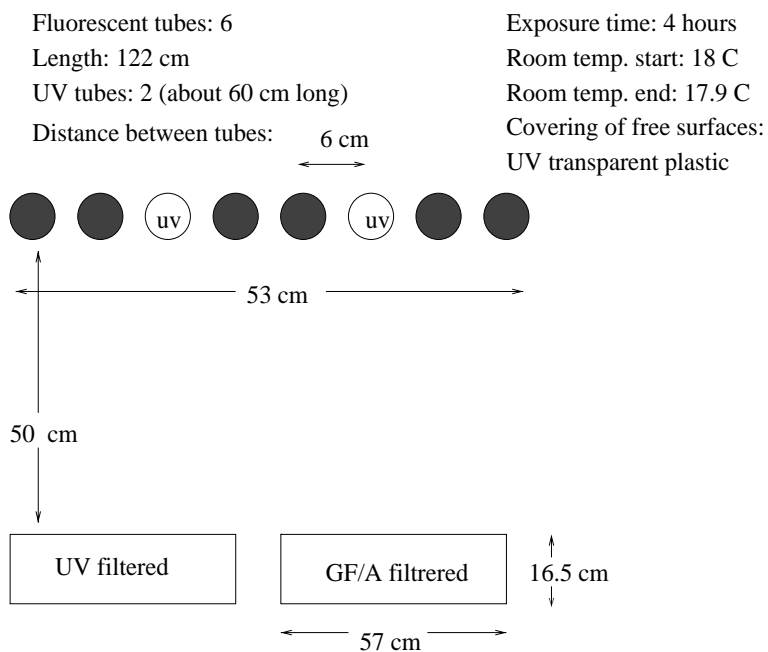 Fluorescent tubes: 6
Length: 122 cm
UV tubes: 2 (about 60 cm long)
Distance between tubes:
6 cm
Exposure time: 4 hours
Room temp. start: 18 C
Room temp. end: 17.9 C
Covering of free surfaces:
UV transparent plastic
uv
uv
53 cm
50 cm
UV filtered
GF/A filtrered
16.5 cm
57 cm